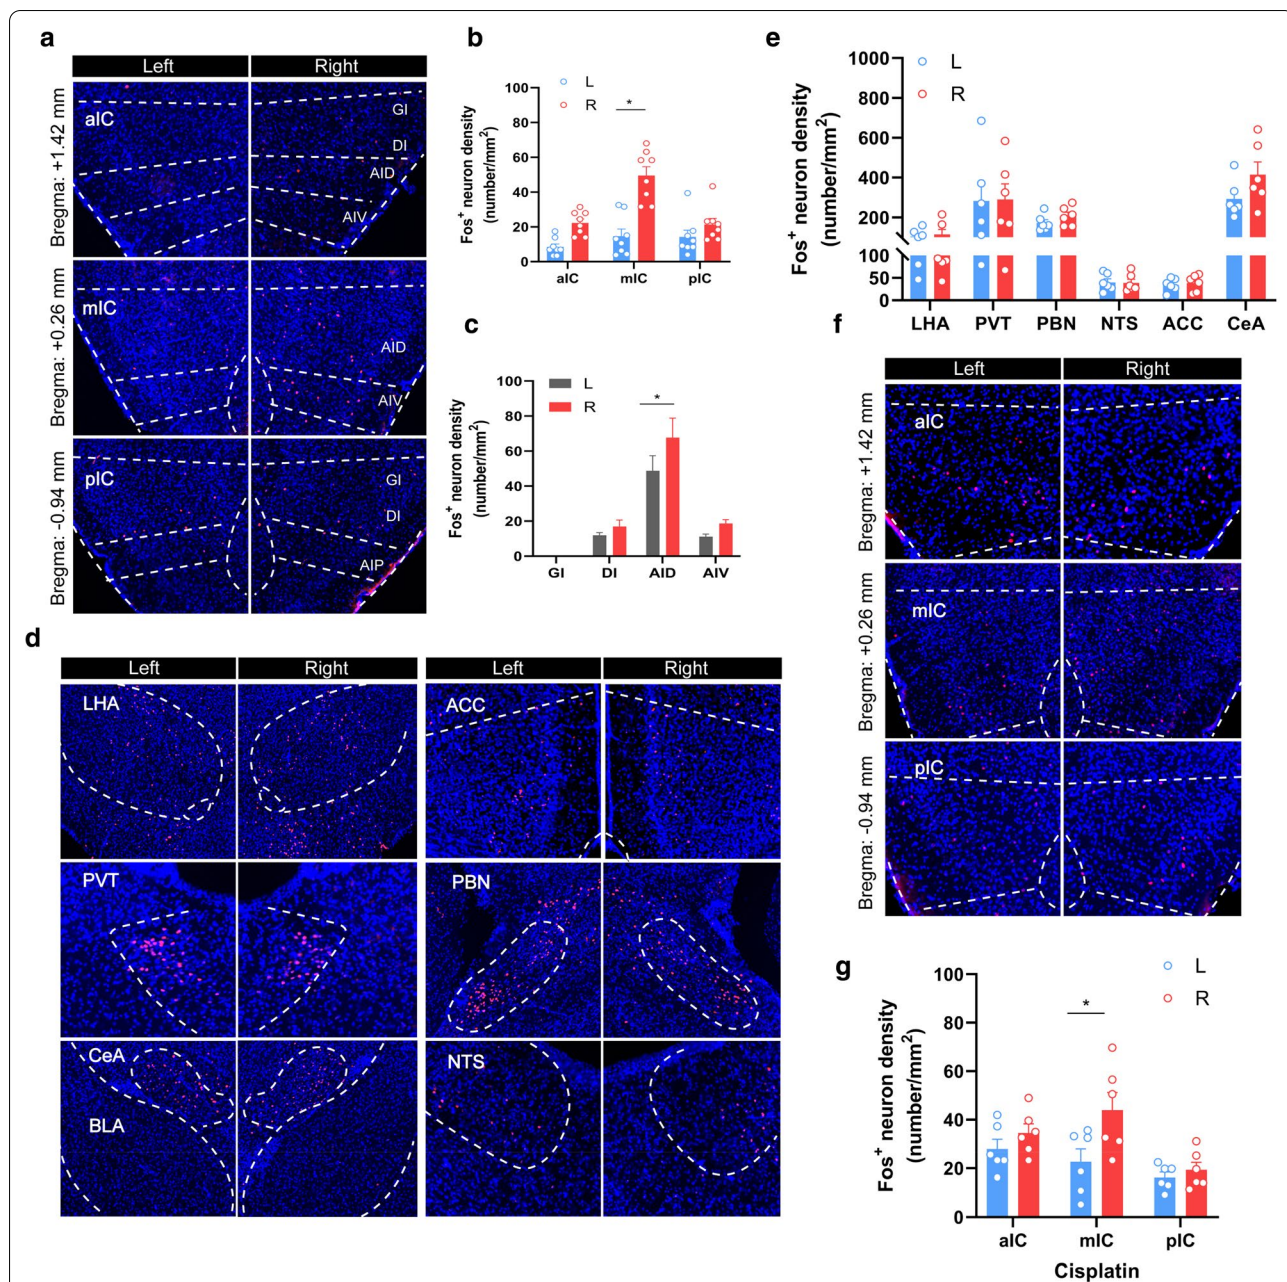 a
Left Right
Bregma: +1.42 mm
aIC
GI
DI
AID
AIV
Bregma: +0.26 mm
mIC
AID
AIV
Bregma: -0.94 mm
pIC
GI
DI
AIP
b
L
R
Fos+ neuron density
(number/mm2)
100
80
60
40
20
0
*
aIC mIC pIC
c
L
R
Fos+ neuron density
(number/mm2)
100
80
60
40
20
0
*
GI DI AID AIV
d
Left Right Left Right
LHA ACC
PVT PBN
CeA NTS
BLA
e
L
R
Fos+ neuron density
(number/mm2)
1000
800
600
400
200
100
50
0
LHA PVT PBN NTS ACC CeA
f
Left Right
Bregma: +1.42 mm
aIC
Bregma: +0.26 mm
mIC
Bregma: -0.94 mm
pIC
g
L
R
Fos+ neuron density
(number/mm2)
100
80
60
40
20
0
*
aIC mIC pIC
Cisplatin